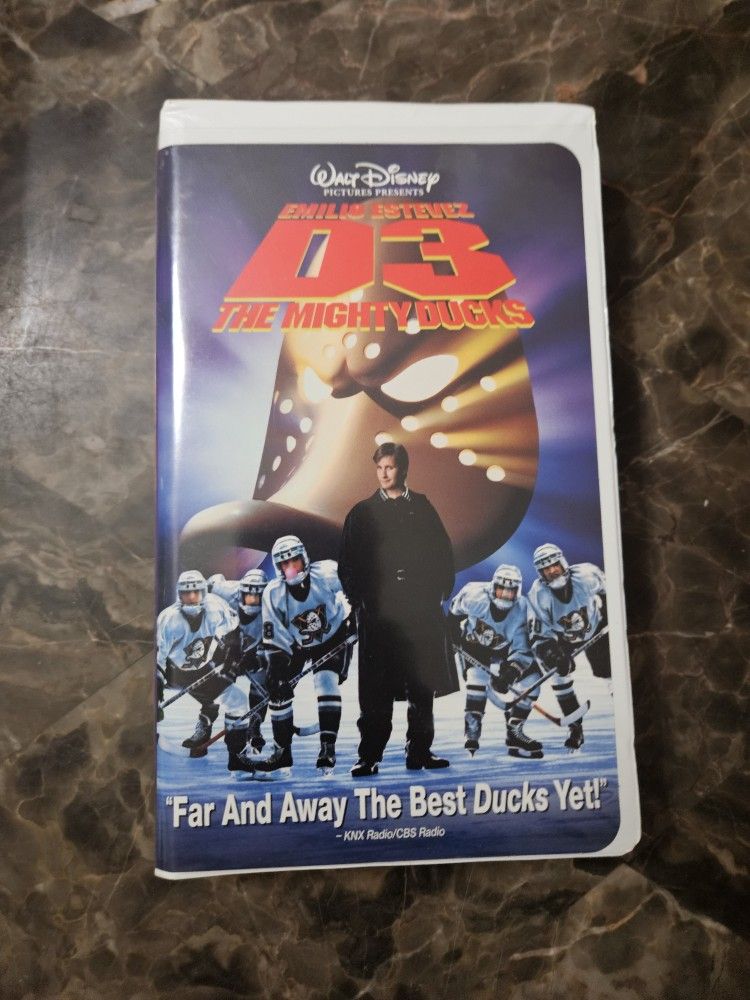 WALT DISNEY
PICTURES PRESENTS
EMILIO ESTEVEZ
D3
THE MIGHTY DUCKS
"Far And Away The Best Ducks Yet!"
– KNX Radio/CBS Radio